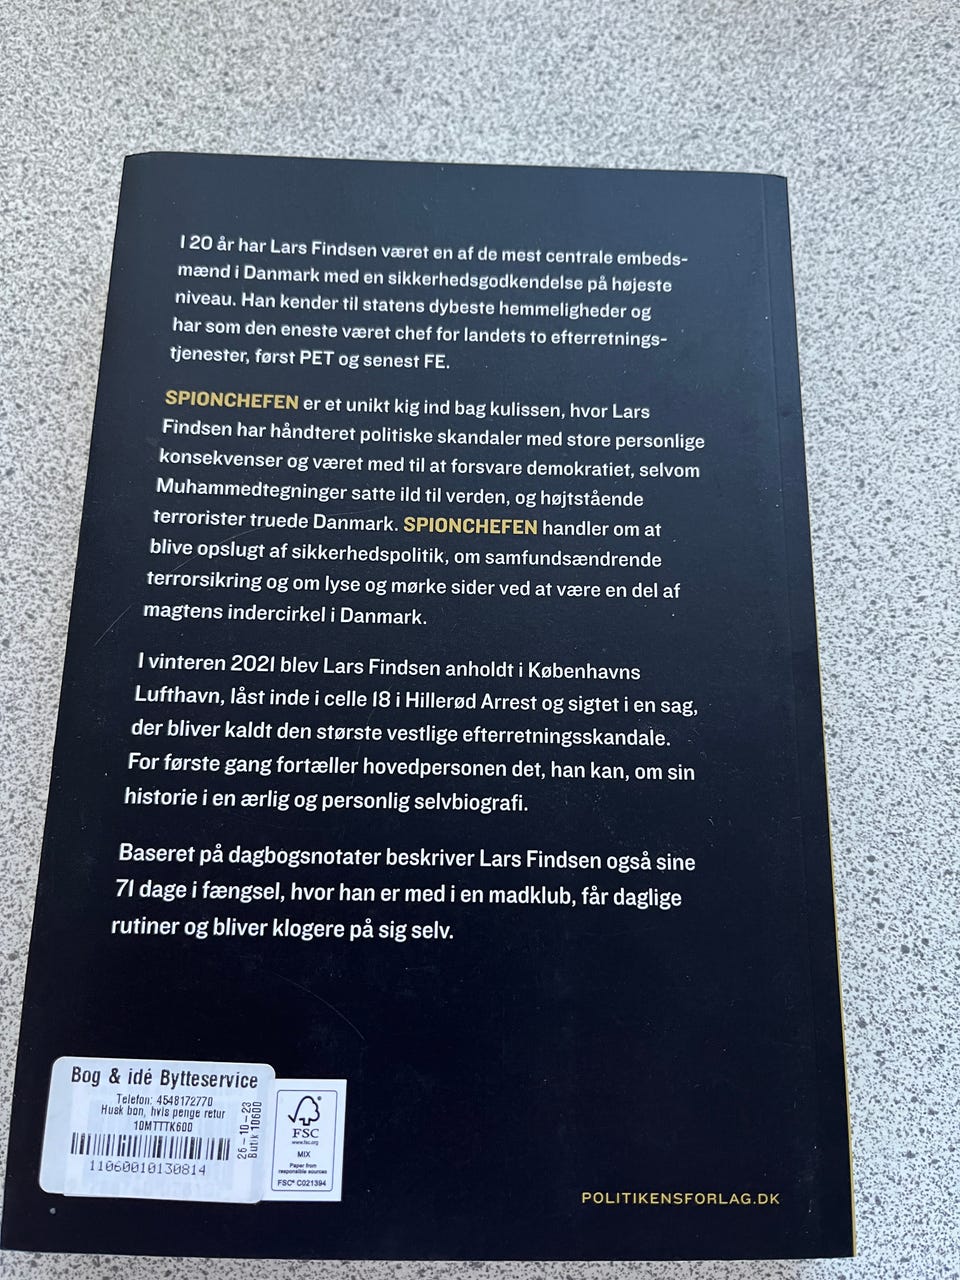 I 20 år har Lars Findsen været en af de mest centrale embeds-
mænd i Danmark med en sikkerhedsgodkendelse på højeste
niveau. Han kender til statens dybeste hemmeligheder og
har som den eneste været chef for landets to efterretnings-
tjenester, først PET og senest FE.
SPIONCHEFEN er et unikt kig ind bag kulissen, hvor Lars
Findsen har håndteret politiske skandaler med store personlige
konsekvenser og været med til at forsvare demokratiet, selvom
Muhammedtegninger satte ild til verden, og højtstående
terrorister truede Danmark. SPIONCHEFEN handler om at
blive opslugt af sikkerhedspolitik, om samfundsændrende
terrorsikring og om lyse og mørke sider ved at være en del af
magtens indercirkel i Danmark.
I vinteren 2021 blev Lars Findsen anholdt i Københavns
Lufthavn, låst inde i celle 18 i Hillerød Arrest og sigtet i en sag,
der bliver kaldt den største vestlige efterretningsskandale.
For første gang fortæller hovedpersonen det, han kan, om sin
historie i en ærlig og personlig selvbiografi.
Baseret på dagbogsnotater beskriver Lars Findsen også sine
71 dage i fængsel, hvor han er med i en madklub, får daglige
rutiner og bliver klogere på sig selv.
Bog & idé Bytteservice
Telefon: 4548172770
Husk bon, hvis penge retur
10MTTTK600
11060010130814
26-10-23
Butik 10600
FSC
www.fsc.org
MIX
Paper from
responsible sources
FSC® C021394
POLITIKENSFORLAG.DK